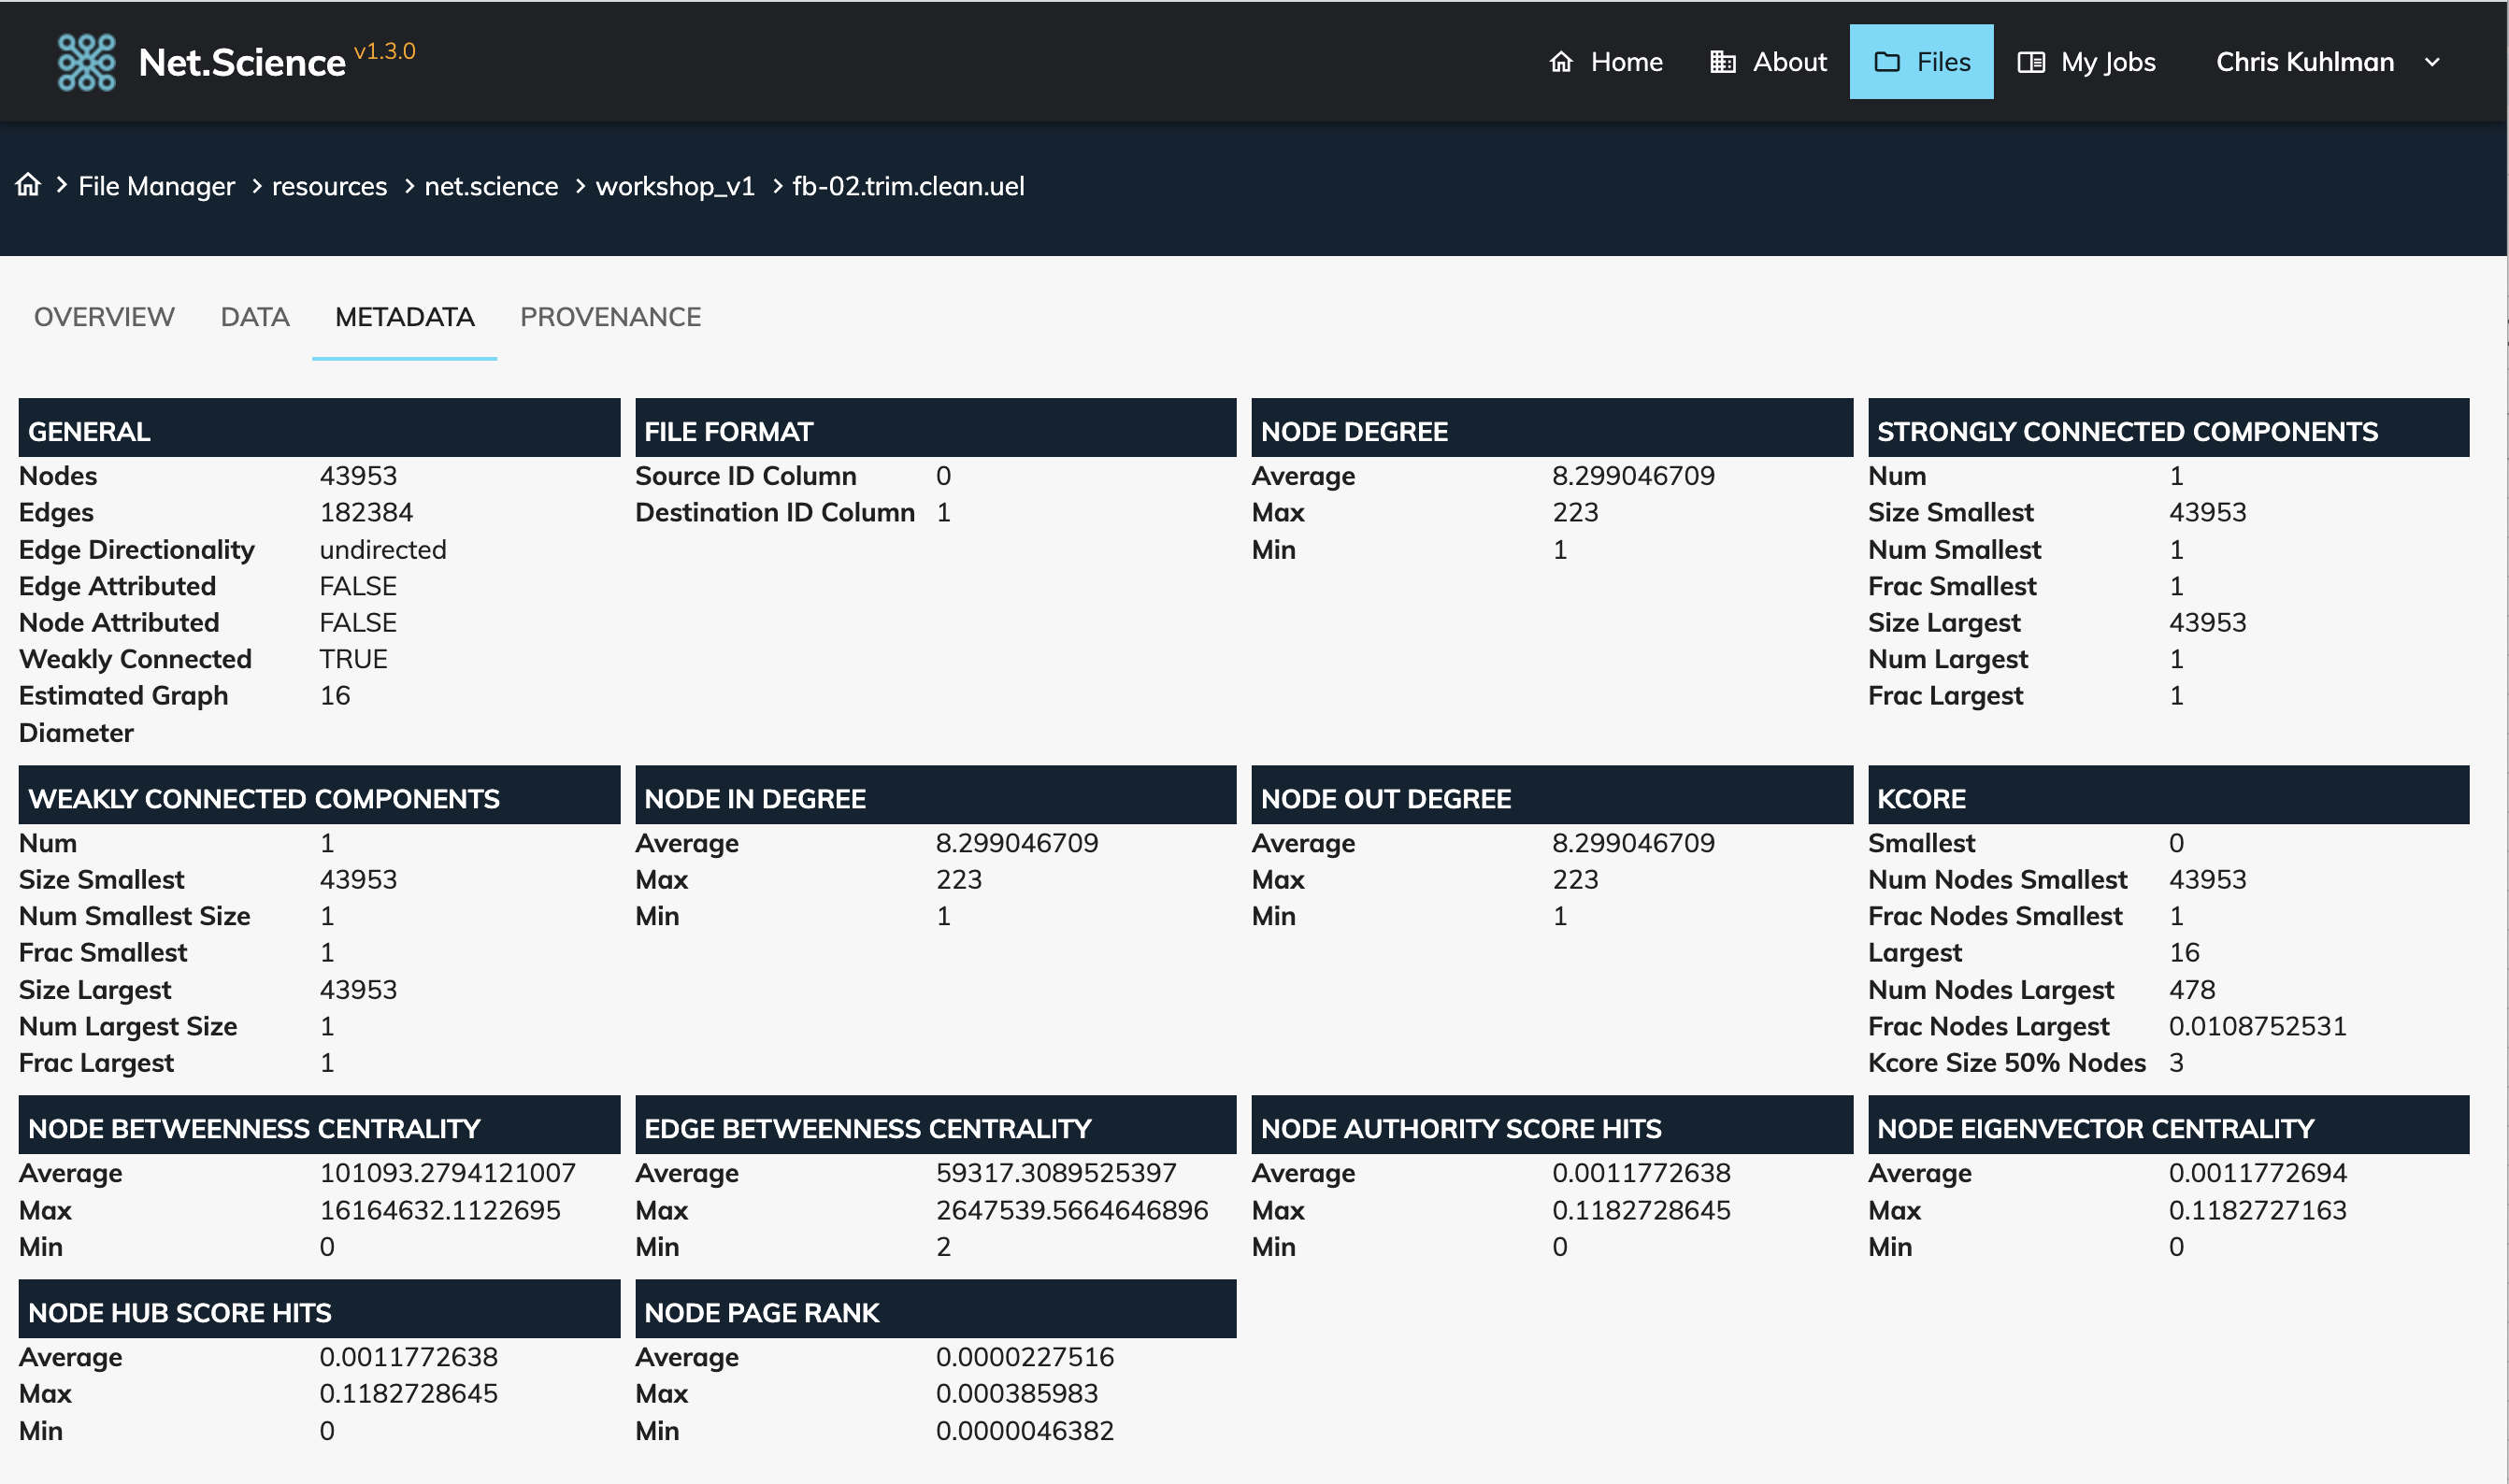 Net.Science v1.3.0
Home About Files My Jobs Chris Kuhlman
File Manager resources net.science workshop_v1 fb-02.trim.clean.uel
OVERVIEW DATA METADATA PROVENANCE
GENERAL
Nodes 43953
Edges 182384
Edge Directionality undirected
Edge Attributed FALSE
Node Attributed FALSE
Weakly Connected TRUE
Estimated Graph 16
Diameter
FILE FORMAT
Source ID Column 0
Destination ID Column 1
NODE DEGREE
Average 8.299046709
Max 223
Min 1
STRONGLY CONNECTED COMPONENTS
Num 1
Size Smallest 43953
Num Smallest 1
Frac Smallest 1
Size Largest 43953
Num Largest 1
Frac Largest 1
WEAKLY CONNECTED COMPONENTS
Num 1
Size Smallest 43953
Num Smallest Size 1
Frac Smallest 1
Size Largest 43953
Num Largest Size 1
Frac Largest 1
NODE IN DEGREE
Average 8.299046709
Max 223
Min 1
NODE OUT DEGREE
Average 8.299046709
Max 223
Min 1
KCORE
Smallest 0
Num Nodes Smallest 43953
Frac Nodes Smallest 1
Largest 16
Num Nodes Largest 478
Frac Nodes Largest 0.0108752531
Kcore Size 50% Nodes 3
NODE BETWEENNESS CENTRALITY
Average 101093.2794121007
Max 16164632.1122695
Min 0
EDGE BETWEENNESS CENTRALITY
Average 59317.3089525397
Max 2647539.5664646896
Min 2
NODE AUTHORITY SCORE HITS
Average 0.0011772638
Max 0.1182728645
Min 0
NODE EIGENVECTOR CENTRALITY
Average 0.0011772694
Max 0.1182727163
Min 0
NODE HUB SCORE HITS
Average 0.0011772638
Max 0.1182728645
Min 0
NODE PAGE RANK
Average 0.0000227516
Max 0.000385983
Min 0.0000046382